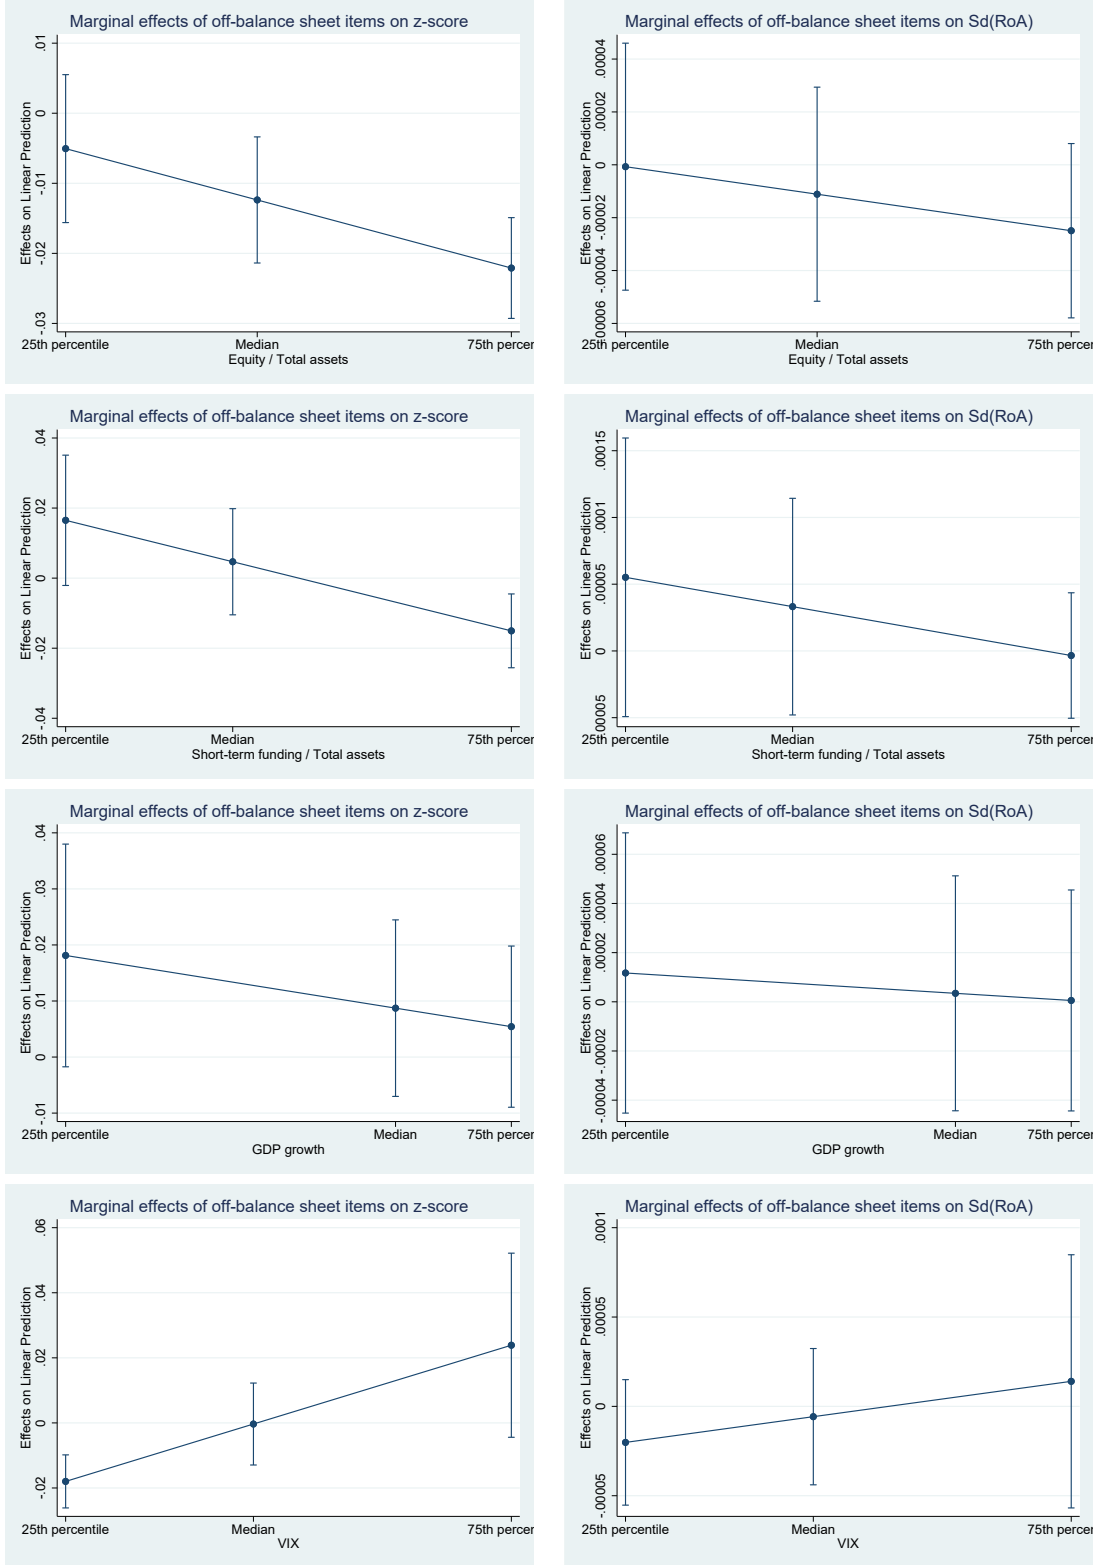 Marginal effects of off-balance sheet items on z-score
Effects on Linear Prediction
.01
0
-.01
-.02
-.03
25th percentile
Median
75th percer
Equity / Total assets
Marginal effects of off-balance sheet items on Sd(RoA)
Effects on Linear Prediction
.00004
.00002
0
-.00002
-.00004
.00006
25th percentile
Median
75th percer
Equity / Total assets
Marginal effects of off-balance sheet items on z-score
Effects on Linear Prediction
.04
.02
0
-.02
-.04
25th percentile
Median
75th percer
Short-term funding / Total assets
Marginal effects of off-balance sheet items on Sd(RoA)
Effects on Linear Prediction
.00015
.0001
.00005
0
.00005
25th percentile
Median
75th percer
Short-term funding / Total assets
Marginal effects of off-balance sheet items on z-score
Effects on Linear Prediction
.04
.03
.02
.01
0
-.01
25th percentile
Median
75th percer
GDP growth
Marginal effects of off-balance sheet items on Sd(RoA)
Effects on Linear Prediction
.00006
.00004
.00002
0
-.00002
-.00004
25th percentile
Median
75th percer
GDP growth
Marginal effects of off-balance sheet items on z-score
Effects on Linear Prediction
.06
.04
.02
0
-.02
25th percentile
Median
75th percer
VIX
Marginal effects of off-balance sheet items on Sd(RoA)
Effects on Linear Prediction
.0001
.00005
0
-.00005
25th percentile
Median
75th percer
VIX